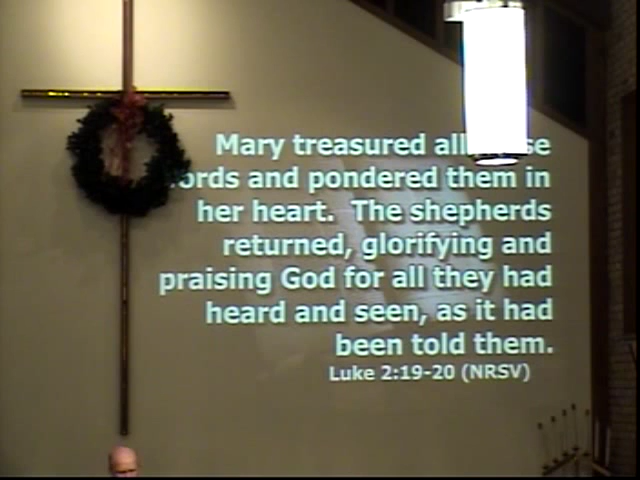 Mary treasured all
and pondered them in
her heart. The shepherds
returned, glorifying and
praising God for all they had
heard and seen, as it had
been told them.
Luke 2:19-20 (NRSV)